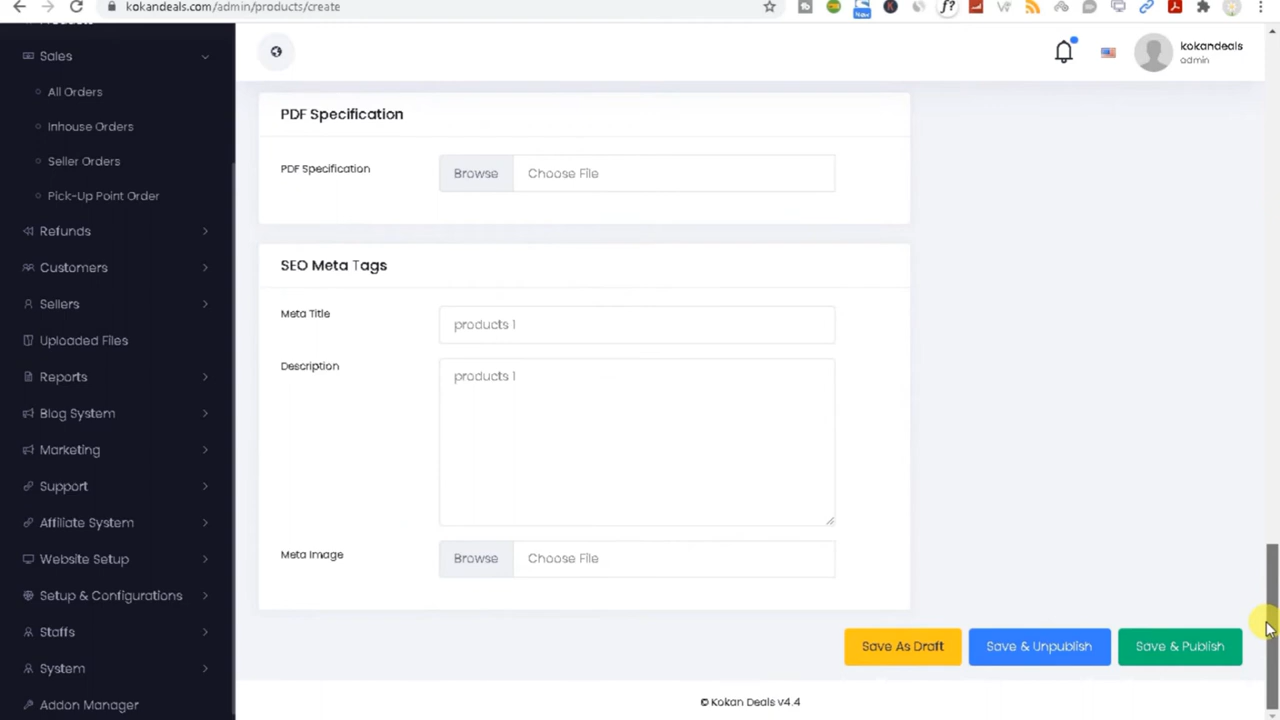 kokandeals.com/admin/products/create
New
f?
kokandeals
admin
Products
Sales
All Orders
Inhouse Orders
Seller Orders
Pick-Up Point Order
Refunds
Customers
Sellers
Uploaded Files
Reports
Blog System
Marketing
Support
Affiliate System
Website Setup
Setup & Configurations
Staffs
System
Addon Manager
PDF Specification
PDF Specification
Browse
Choose File
SEO Meta Tags
Meta Title
products 1
Description
products 1
Meta Image
Browse
Choose File
Save As Draft
Save & Unpublish
Save & Publish
© Kokan Deals v4.4